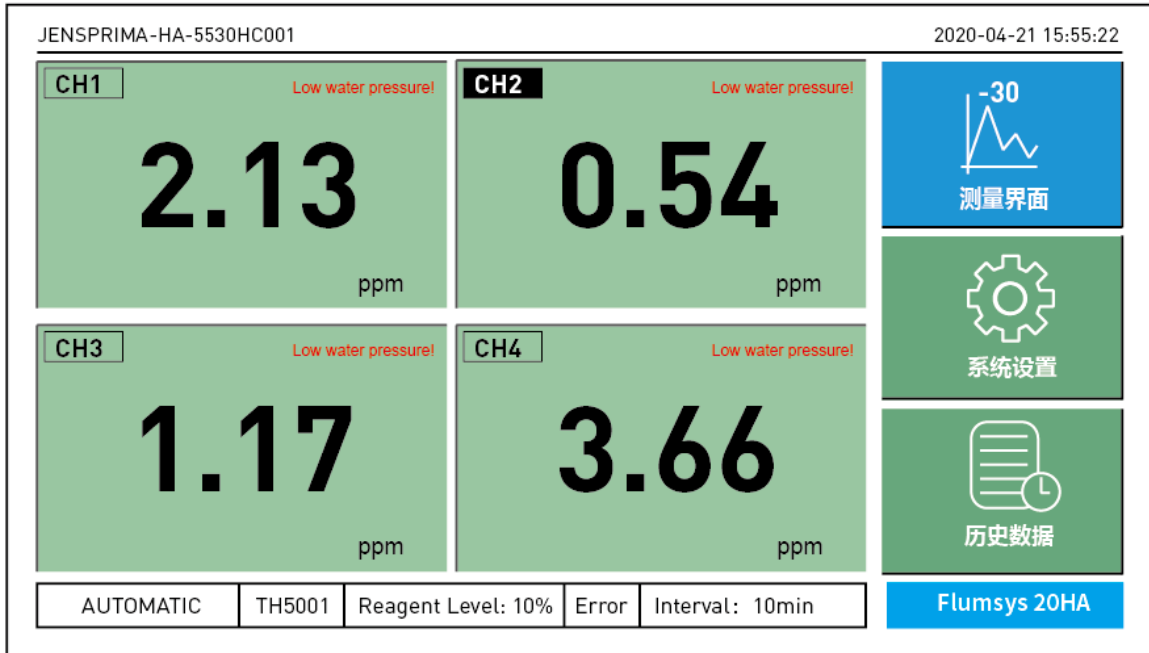 JENSPRIMA-HA-5530HC001 2020-04-21 15:55:22
CH1 Low water pressure!
2.13
ppm
CH2 Low water pressure!
0.54
ppm
-30
测量界面
系统设置
CH3 Low water pressure!
1.17
ppm
CH4 Low water pressure!
3.66
ppm
历史数据
AUTOMATIC TH5001 Reagent Level: 10% Error Interval: 10min
Flumsys 20HA